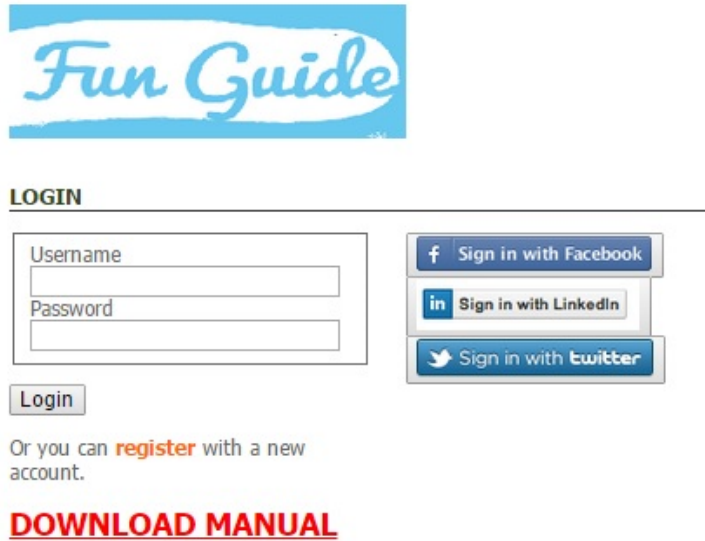 Fun Guide
LOGIN
Username
Password
Login
Or you can register with a new
account.
DOWNLOAD MANUAL
f Sign in with Facebook
in Sign in with LinkedIn
Sign in with twitter